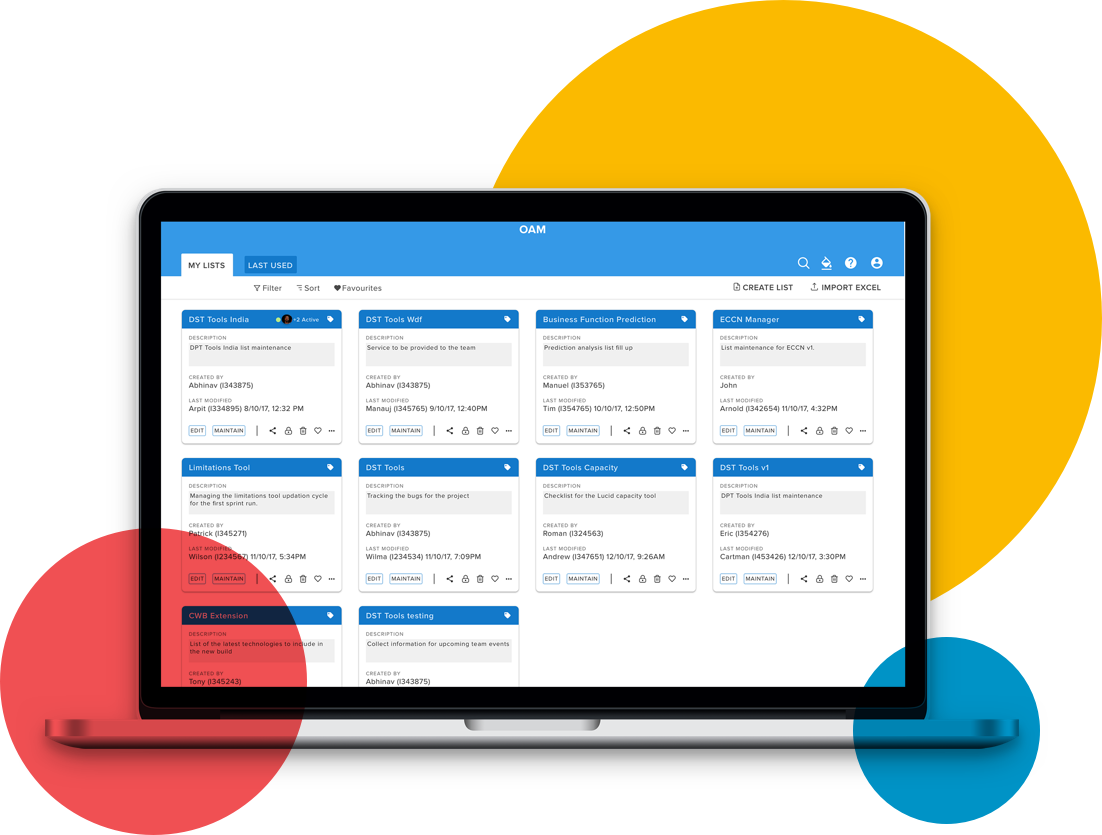 OAM
MY LISTS LAST USED
Filter Sort Favourites CREATE LIST IMPORT EXCEL
DST Tools India +2 Active
DESCRIPTION
DPT Tools India list maintenance
CREATED BY
Abhinav (I343875)
LAST MODIFIED
Arpit (I334895) 8/10/17, 12:32 PM
EDIT MAINTAIN
DST Tools Wdf
DESCRIPTION
Service to be provided to the team
CREATED BY
Abhinav (I343875)
LAST MODIFIED
Manauj (I345765) 9/10/17, 12:40PM
EDIT MAINTAIN
Business Function Prediction
DESCRIPTION
Prediction analysis list fill up
CREATED BY
Manuel (I353765)
LAST MODIFIED
Tim (I354765) 10/10/17, 12:50PM
EDIT MAINTAIN
ECCN Manager
DESCRIPTION
List maintenance for ECCN v1.
CREATED BY
John
LAST MODIFIED
Arnold (I342654) 11/10/17, 4:32PM
EDIT MAINTAIN
Limitations Tool
DESCRIPTION
Managing the limitations tool updation cycle
for the first sprint run.
CREATED BY
Patrick (I345271)
LAST MODIFIED
Wilson (I234567) 11/10/17, 5:34PM
EDIT MAINTAIN
DST Tools
DESCRIPTION
Tracking the bugs for the project
CREATED BY
Abhinav (I343875)
LAST MODIFIED
Wilma (I234534) 11/10/17, 7:09PM
EDIT MAINTAIN
DST Tools Capacity
DESCRIPTION
Checklist for the Lucid capacity tool
CREATED BY
Roman (I324563)
LAST MODIFIED
Andrew (I347651) 12/10/17, 9:26AM
EDIT MAINTAIN
DST Tools v1
DESCRIPTION
DPT Tools India list maintenance
CREATED BY
Eric (I354276)
LAST MODIFIED
Cartman (I453426) 12/10/17, 3:30PM
EDIT MAINTAIN
CWB Extension
DESCRIPTION
List of the latest technologies to include in
the new build
CREATED BY
Tony (I345243)
DST Tools testing
DESCRIPTION
Collect information for upcoming team events
CREATED BY
Abhinav (I343875)